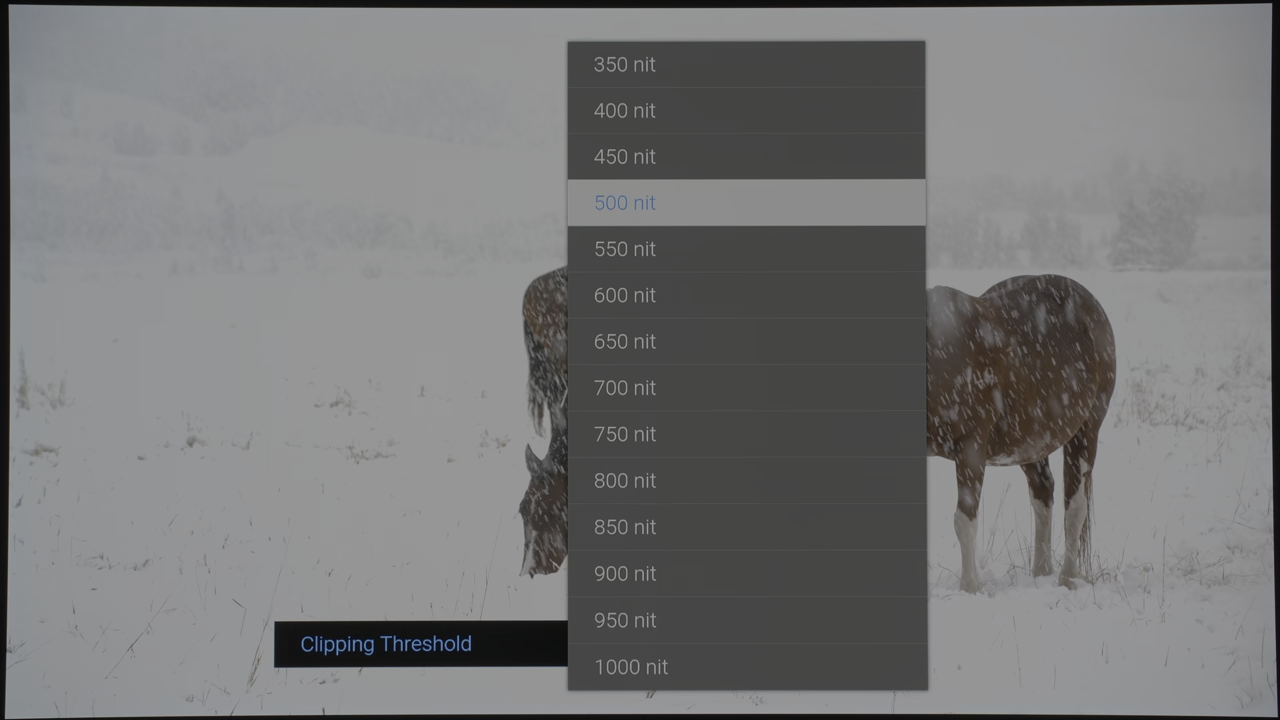 350 nit
400 nit
450 nit
500 nit
550 nit
600 nit
650 nit
700 nit
750 nit
800 nit
850 nit
900 nit
950 nit
Clipping Threshold
1000 nit